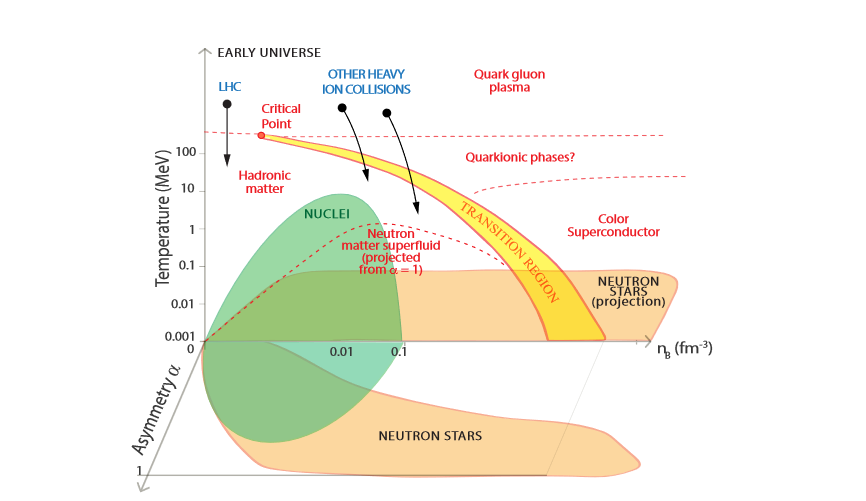 EARLY UNIVERSE
LHC
OTHER HEAVY
ION COLLISIONS
Quark gluon
plasma
Critical
Point
100
Quarkionic phases?
Hadronic
matter
10
NUCLEI
1
Neutron
matter superfluid
(projected
from α = 1)
TRANSITION REGION
Color
Superconductor
Temperature (MeV)
0.1
NEUTRON
STARS
(projection)
0.01
0.001
0
0.01
0.1
nB (fm-3)
Asymmetry α
NEUTRON STARS
1